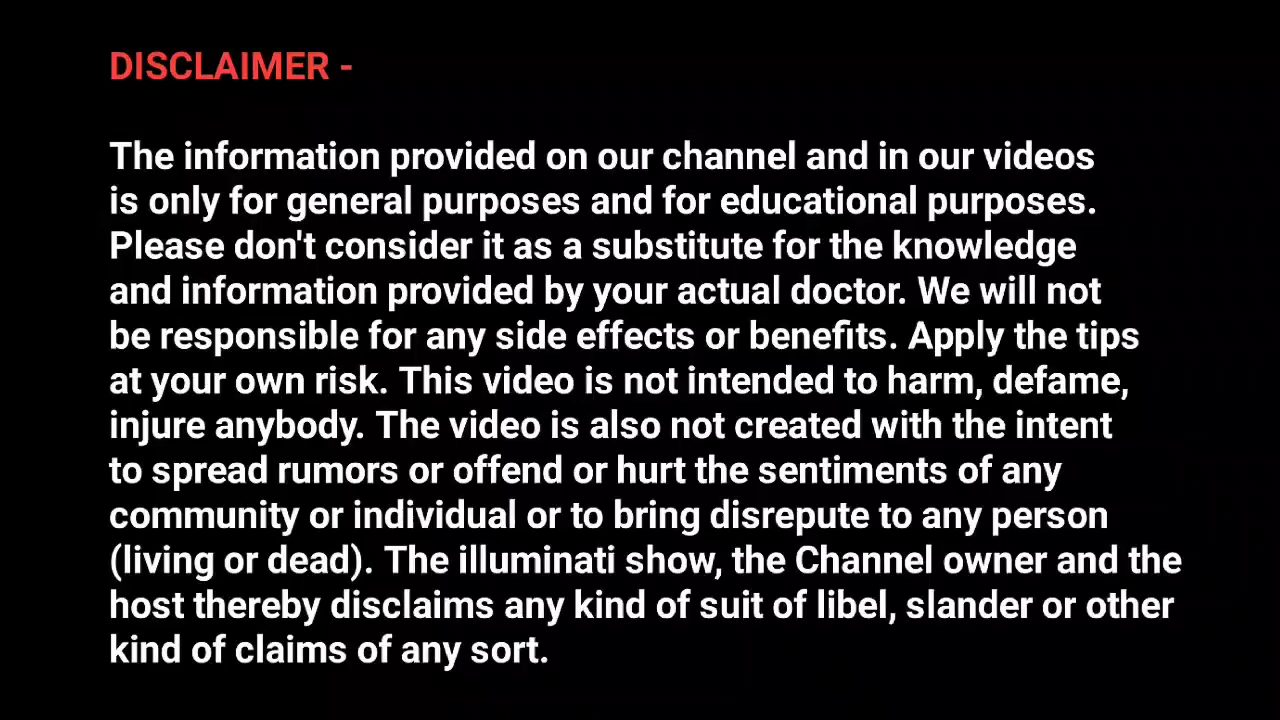 DISCLAIMER -
The information provided on our channel and in our videos
is only for general purposes and for educational purposes.
Please don't consider it as a substitute for the knowledge
and information provided by your actual doctor. We will not
be responsible for any side effects or benefits. Apply the tips
at your own risk. This video is not intended to harm, defame,
injure anybody. The video is also not created with the intent
to spread rumors or offend or hurt the sentiments of any
community or individual or to bring disrepute to any person
(living or dead). The illuminati show, the Channel owner and the
host thereby disclaims any kind of suit of libel, slander or other
kind of claims of any sort.